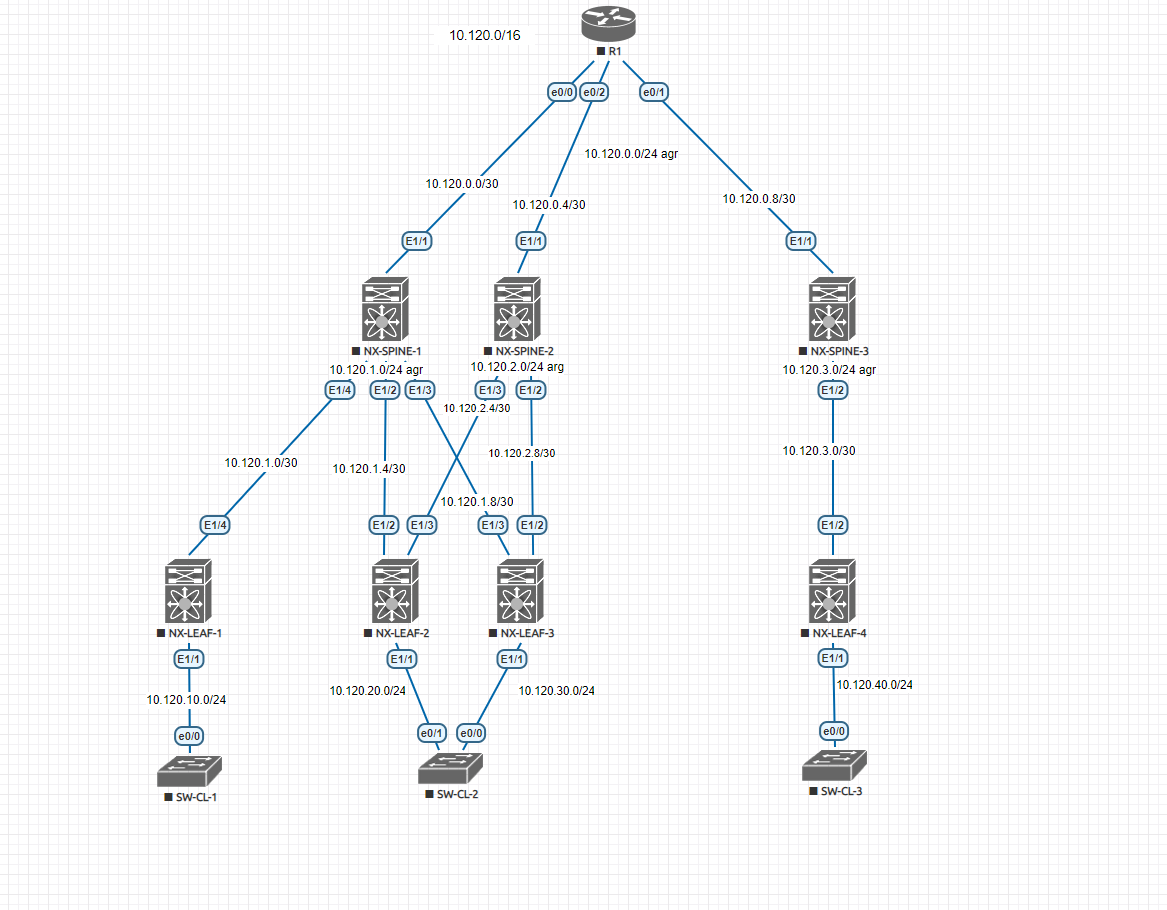 10.120.0/16
R1
e0/0
e0/2
e0/1
10.120.0.0/24 agr
10.120.0.0/30
10.120.0.4/30
10.120.0.8/30
E1/1
E1/1
E1/1
NX-SPINE-1
NX-SPINE-2
NX-SPINE-3
10.120.1.0/24 agr
10.120.2.0/24 arg
10.120.3.0/24 agr
E1/4
E1/2
E1/3
E1/3
E1/2
E1/2
10.120.2.4/30
10.120.1.0/30
10.120.1.4/30
10.120.2.8/30
10.120.3.0/30
10.120.1.8/30
E1/4
E1/2
E1/3
E1/3
E1/2
E1/2
NX-LEAF-1
NX-LEAF-2
NX-LEAF-3
NX-LEAF-4
E1/1
E1/1
E1/1
E1/1
10.120.10.0/24
10.120.20.0/24
10.120.30.0/24
10.120.40.0/24
e0/0
e0/1
e0/0
e0/0
SW-CL-1
SW-CL-2
SW-CL-3